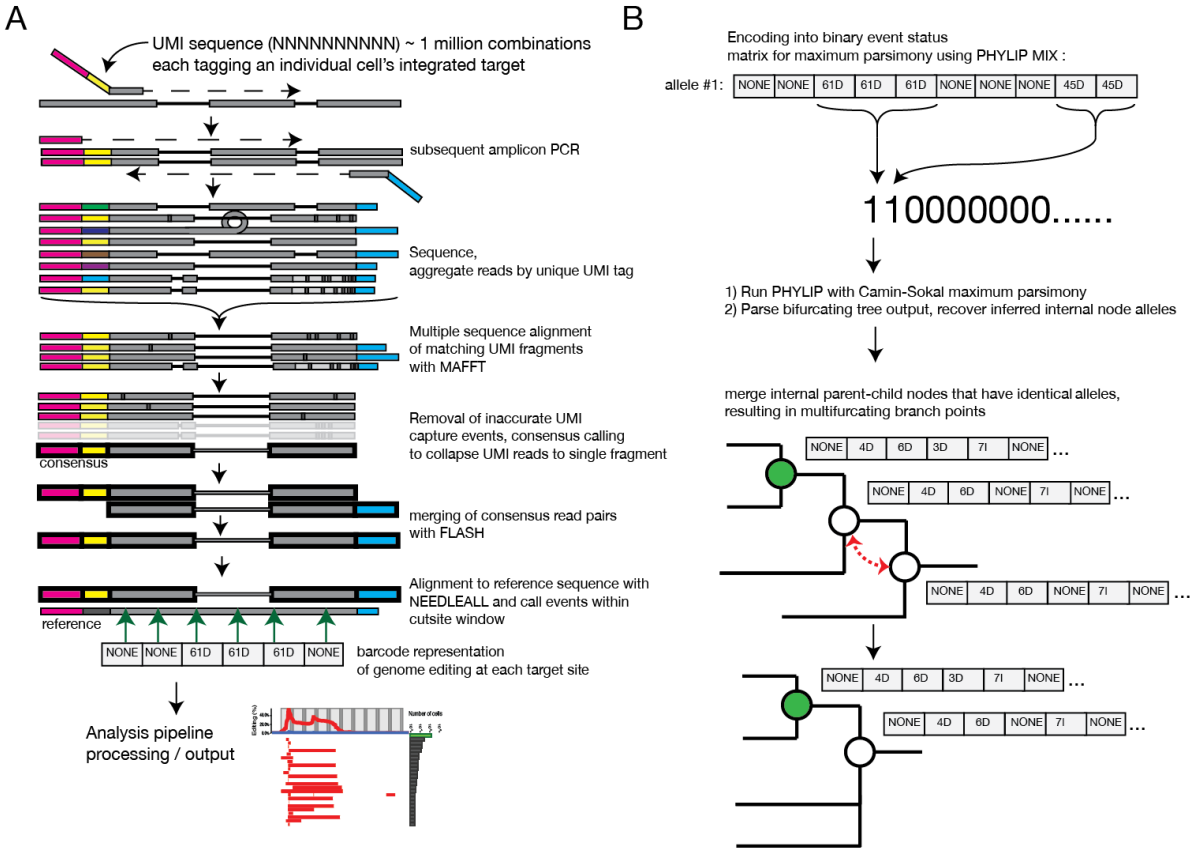 A
UMI sequence (NNNNNNNNNN) ~ 1 million combinations
each tagging an individual cell's integrated target
subsequent amplicon PCR
Sequence,
aggregate reads by unique UMI tag
Multiple sequence alignment
of matching UMI fragments
with MAFFT
Removal of inaccurate UMI
capture events, consensus calling
to collapse UMI reads to single fragment
consensus
merging of consensus read pairs
with FLASH
Alignment to reference sequence with
NEEDLEALL and call events within
cutsite window
reference
NONE NONE 61D 61D 61D NONE
barcode representation
of genome editing at each target site
Analysis pipeline
processing / output
Editing (%)
Number of cells
B
Encoding into binary event status
matrix for maximum parsimony using PHYLIP MIX :
allele #1: NONE NONE 61D 61D 61D NONE NONE NONE 45D 45D
110000000......
1) Run PHYLIP with Camin-Sokal maximum parsimony
2) Parse bifurcating tree output, recover inferred internal node alleles
merge internal parent-child nodes that have identical alleles,
resulting in multifurcating branch points
NONE 4D 6D 3D 7I NONE ...
NONE 4D 6D NONE 7I NONE ...
NONE 4D 6D NONE 7I NONE ...
NONE 4D 6D 3D 7I NONE ...
NONE 4D 6D NONE 7I NONE ...